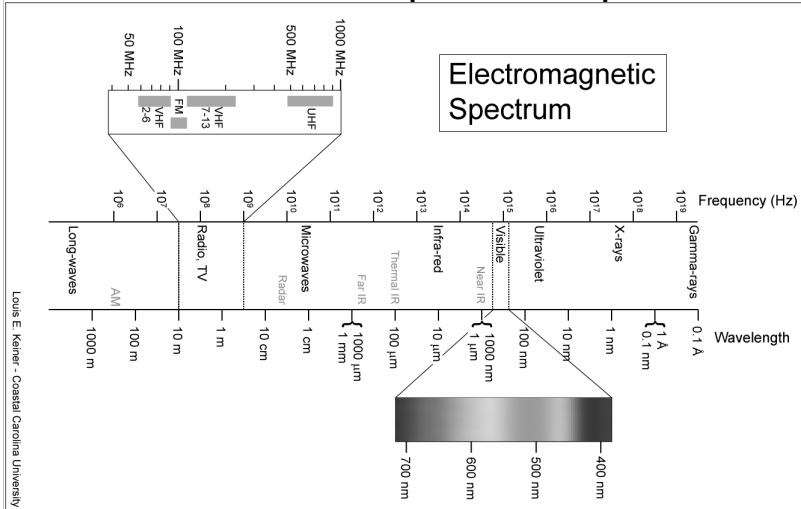 Electromagnetic
Spectrum
50 MHz
100 MHz
500 MHz
1000 MHz
VHF
2-6
FM
VHF
7-13
UHF
10⁶
10⁷
10⁸
10⁹
10¹⁰
10¹¹
10¹²
10¹³
10¹⁴
10¹⁵
10¹⁶
10¹⁷
10¹⁸
10¹⁹
Frequency (Hz)
Long-waves
AM
Radio, TV
Microwaves
Radar
Far IR
Thermal IR
Infra-red
Near IR
Visible
Ultraviolet
X-rays
Gamma-rays
1000 m
100 m
10 m
1 m
10 cm
1 cm
1000 µm
1 mm
100 µm
10 µm
1000 nm
1 µm
100 nm
10 nm
1 nm
1 Å
0.1 nm
0.1 Å
Wavelength
700 nm
600 nm
500 nm
400 nm
Louis E. Keiner - Coastal Carolina University